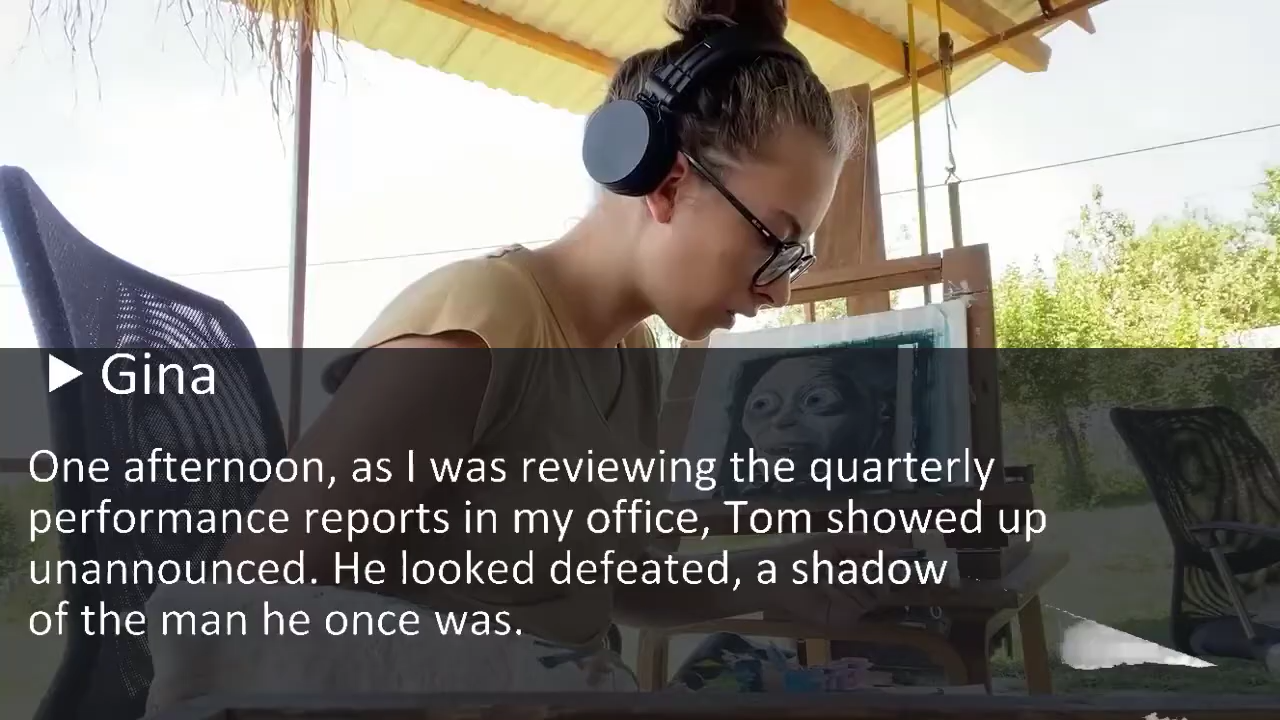 Gina
One afternoon, as I was reviewing the quarterly
performance reports in my office, Tom showed up
unannounced. He looked defeated, a shadow
of the man he once was.